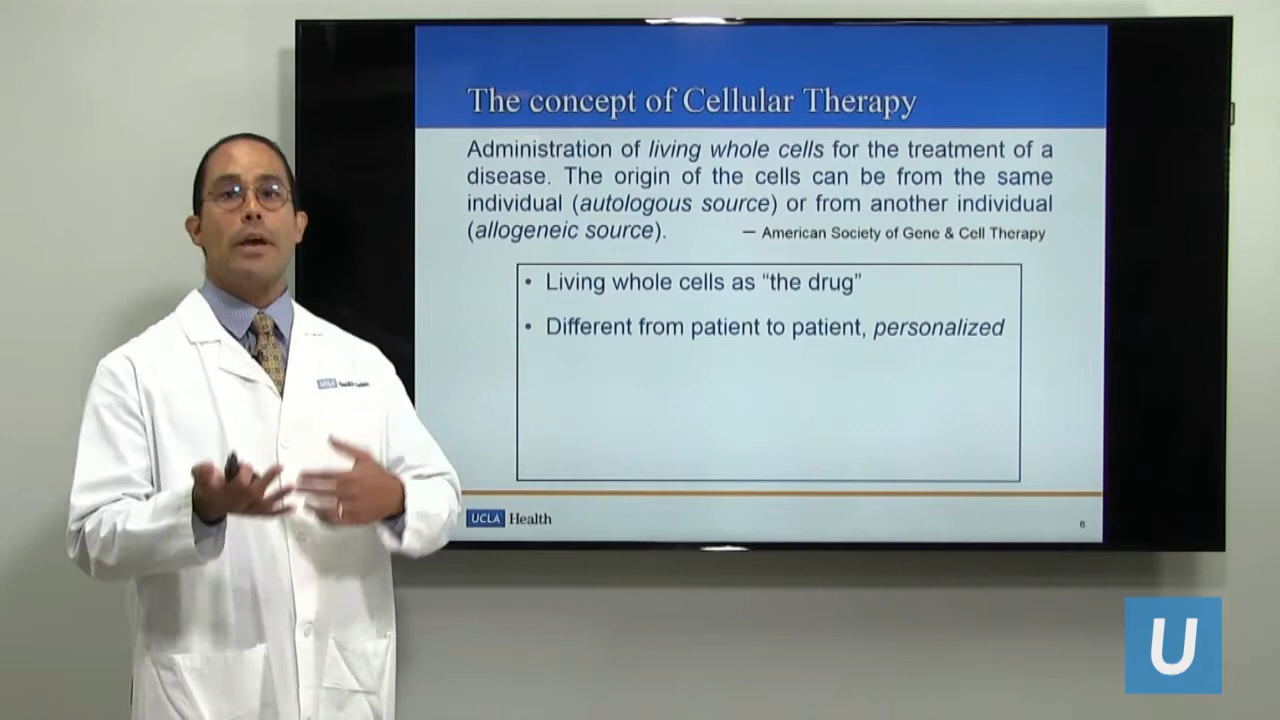 The concept of Cellular Therapy
Administration of living whole cells for the treatment of a
disease. The origin of the cells can be from the same
individual (autologous source) or from another individual
(allogeneic source). — American Society of Gene & Cell Therapy
• Living whole cells as “the drug”
• Different from patient to patient, personalized
UCLA Health
6
UCLA
U